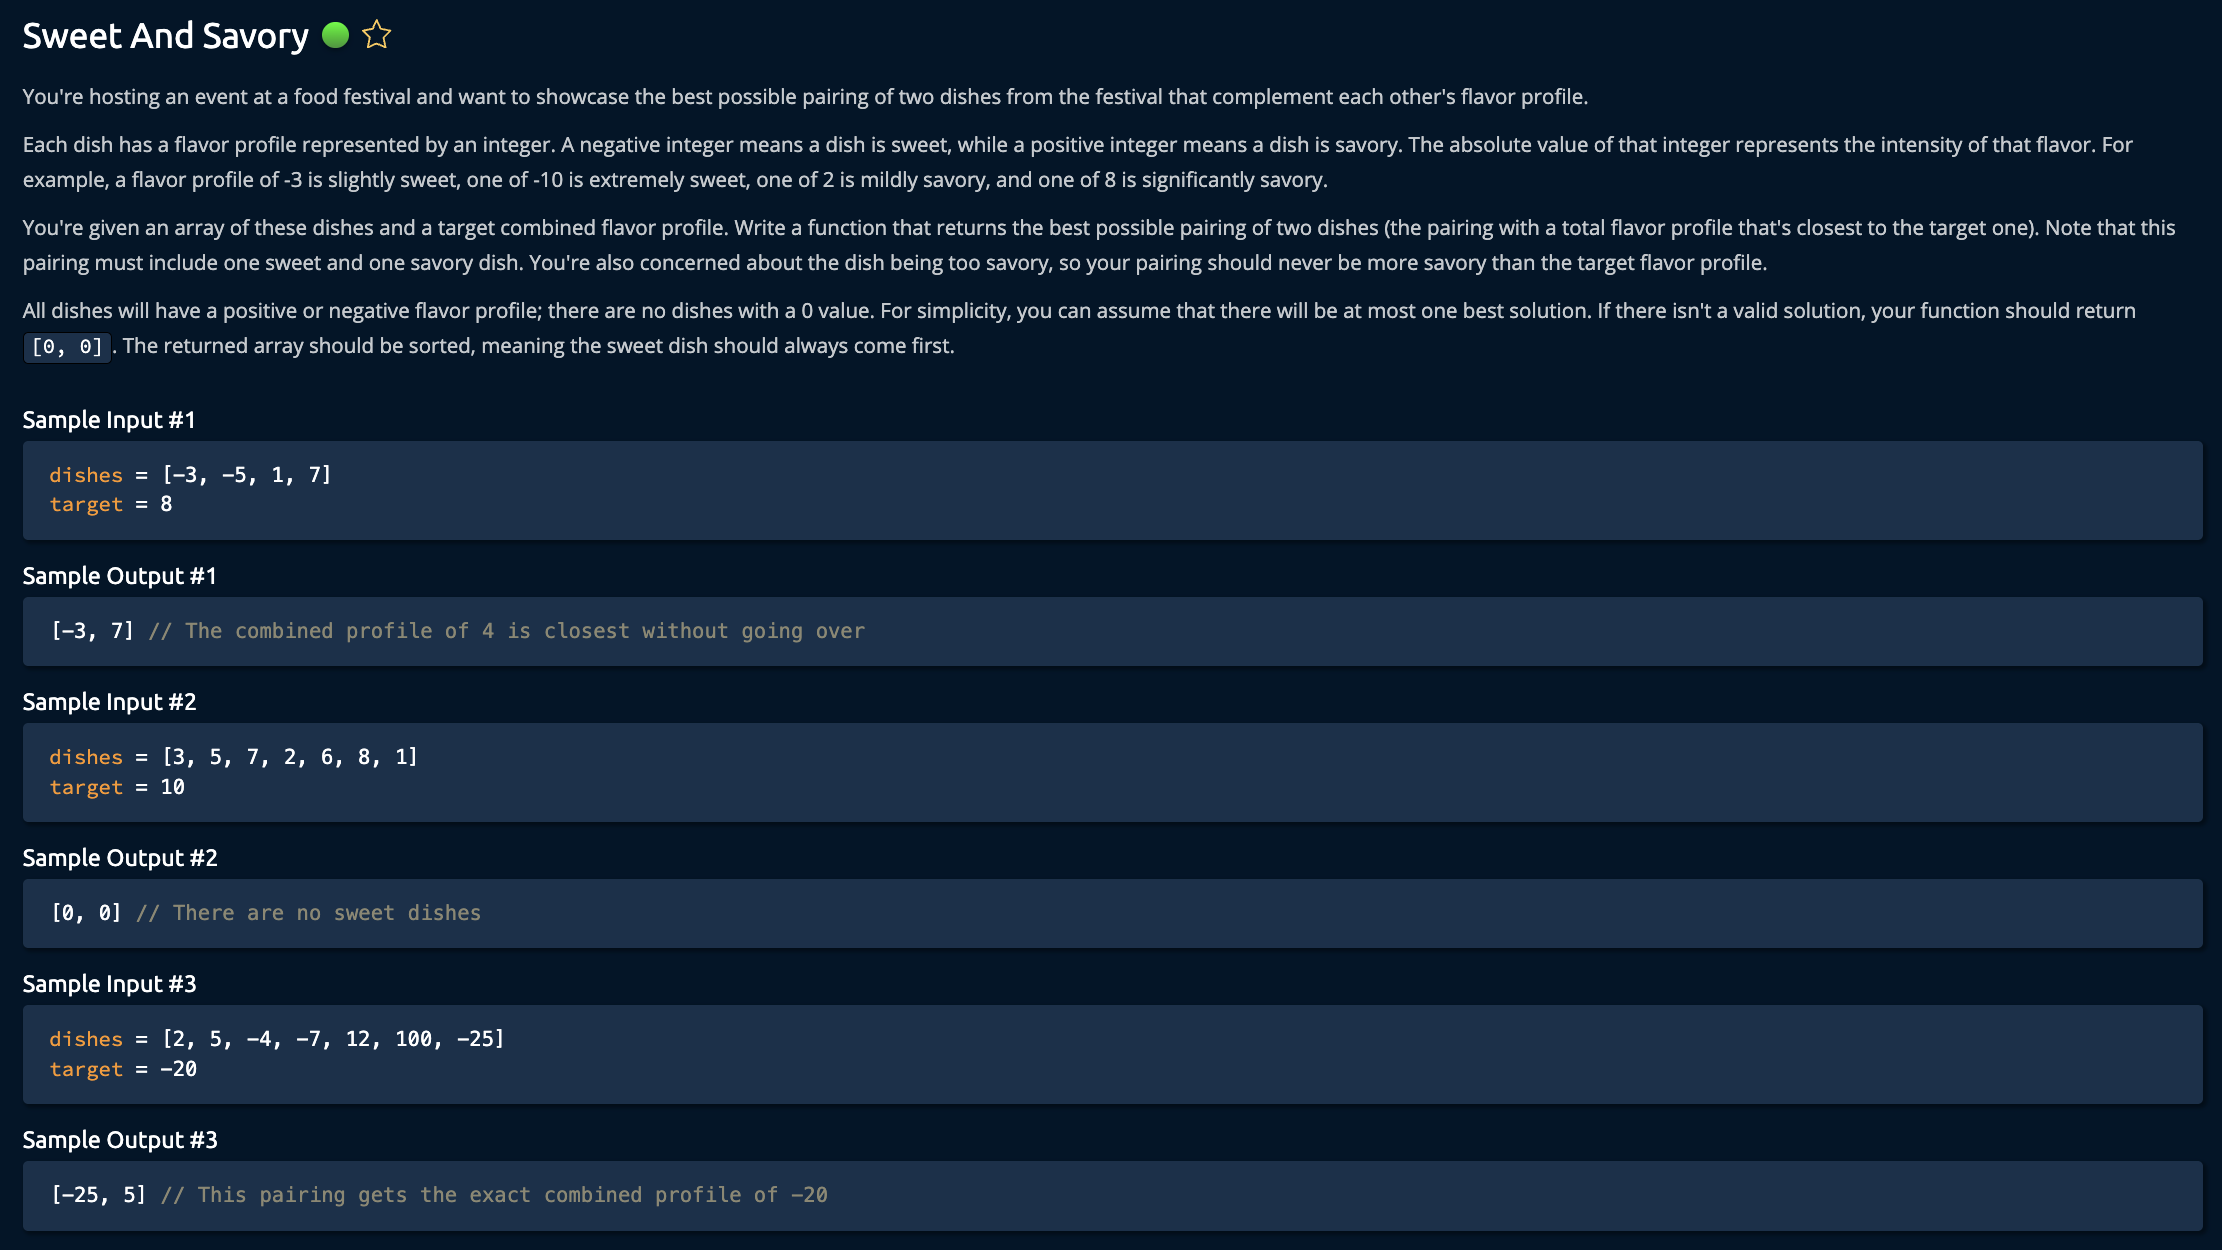 Sweet And Savory
You're hosting an event at a food festival and want to showcase the best possible pairing of two dishes from the festival that complement each other's flavor profile.
Each dish has a flavor profile represented by an integer. A negative integer means a dish is sweet, while a positive integer means a dish is savory. The absolute value of that integer represents the intensity of that flavor. For
example, a flavor profile of -3 is slightly sweet, one of -10 is extremely sweet, one of 2 is mildly savory, and one of 8 is significantly savory.
You're given an array of these dishes and a target combined flavor profile. Write a function that returns the best possible pairing of two dishes (the pairing with a total flavor profile that's closest to the target one). Note that this
pairing must include one sweet and one savory dish. You're also concerned about the dish being too savory, so your pairing should never be more savory than the target flavor profile.
All dishes will have a positive or negative flavor profile; there are no dishes with a 0 value. For simplicity, you can assume that there will be at most one best solution. If there isn't a valid solution, your function should return
[0, 0]. The returned array should be sorted, meaning the sweet dish should always come first.
Sample Input #1
dishes = [-3, -5, 1, 7]
target = 8
Sample Output #1
[-3, 7] // The combined profile of 4 is closest without going over
Sample Input #2
dishes = [3, 5, 7, 2, 6, 8, 1]
target = 10
Sample Output #2
[0, 0] // There are no sweet dishes
Sample Input #3
dishes = [2, 5, -4, -7, 12, 100, -25]
target = -20
Sample Output #3
[-25, 5] // This pairing gets the exact combined profile of -20